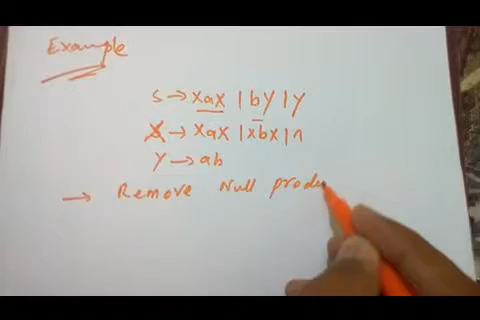 Example
S → XaX | bY | Y
X → XaX | XbX | ∧
Y → ab
→ Remove Null produ